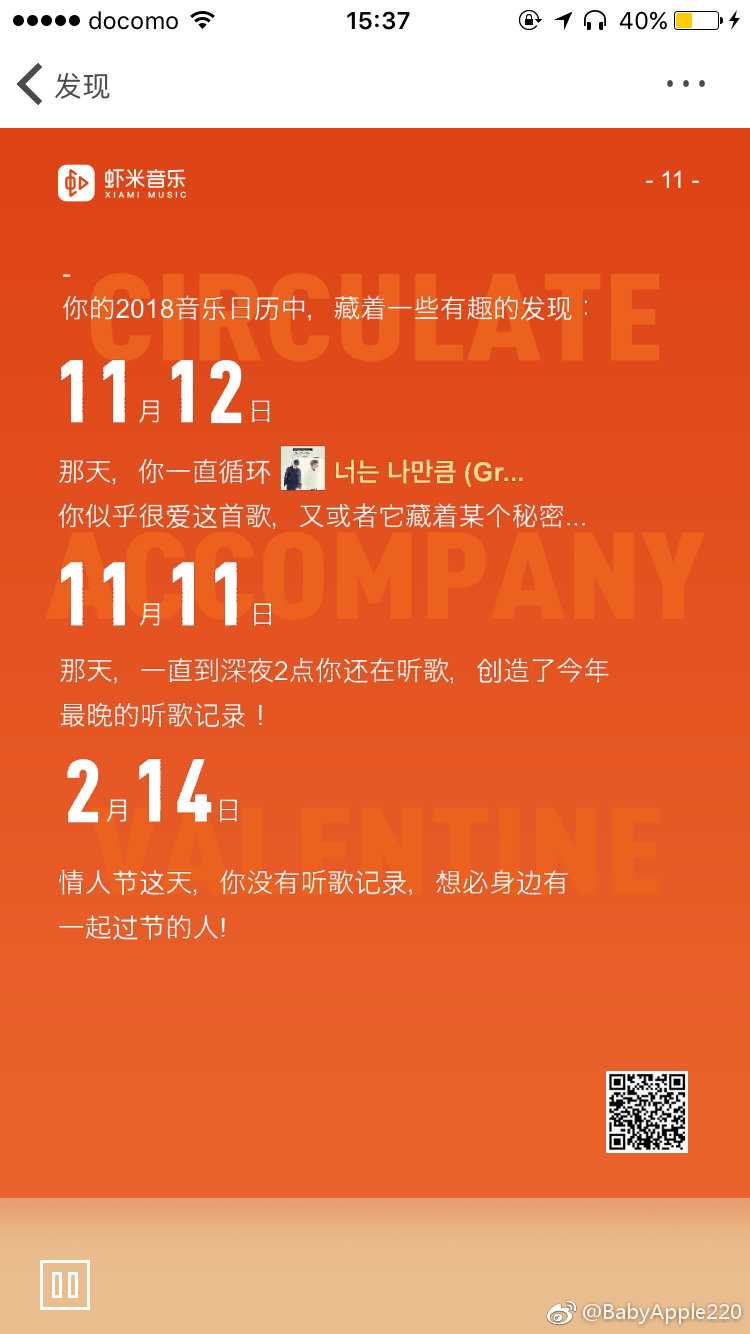 docomo 15:37 40%
发现
虾米音乐
XIAMI MUSIC
- 11 -
-
CIRCULATE
你的2018音乐日历中，藏着一些有趣的发现：
11月12日
那天，你一直循环 너는 나만큼 (Gr...
你似乎很爱这首歌，又或者它藏着某个秘密...
ACCOMPANY
11月11日
那天，一直到深夜2点你还在听歌，创造了今年
最晚的听歌记录！
2月14日
VALENTINE
情人节这天，你没有听歌记录，想必身边有
一起过节的人!
@BabyApple220